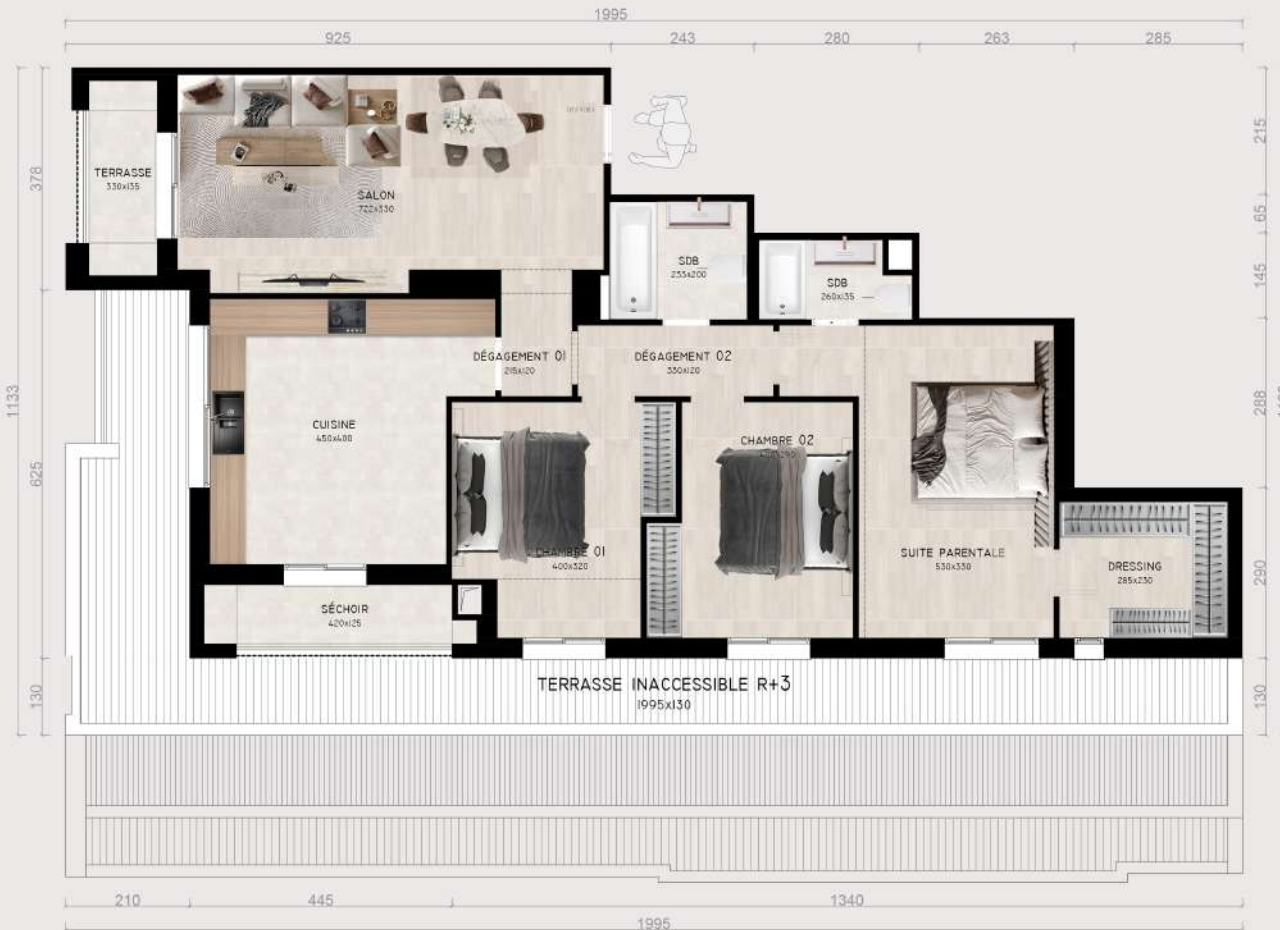 1995
925
243
280
263
285
378
625
1133
130
215
65
145
288
290
130
TERRASSE
330x135
SALON
722x330
SDB
235x200
SDB
260x135
DÉGAGEMENT 01
215x120
DÉGAGEMENT 02
330x120
CUISINE
450x400
CHAMBRE 02
CHAMBRE 01
400x320
SUITE PARENTALE
530x330
DRESSING
285x230
SÉCHOIR
420x125
TERRASSE INACCESSIBLE R+3
1995x130
210
445
1340
1995